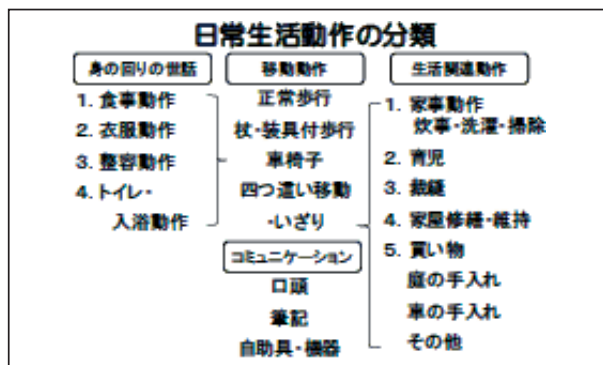 日常生活動作の分類
身の回りの世話
1. 食事動作
2. 衣服動作
3. 整容動作
4. トイレ・
入浴動作
移動動作
正常歩行
杖・装具付歩行
車椅子
四つ這い移動
・いざり
コミュニケーション
口頭
筆記
自助具・機器
生活関連動作
1. 家事動作
炊事・洗濯・掃除
2. 育児
3. 裁縫
4. 家屋修繕・維持
5. 買い物
庭の手入れ
車の手入れ
その他